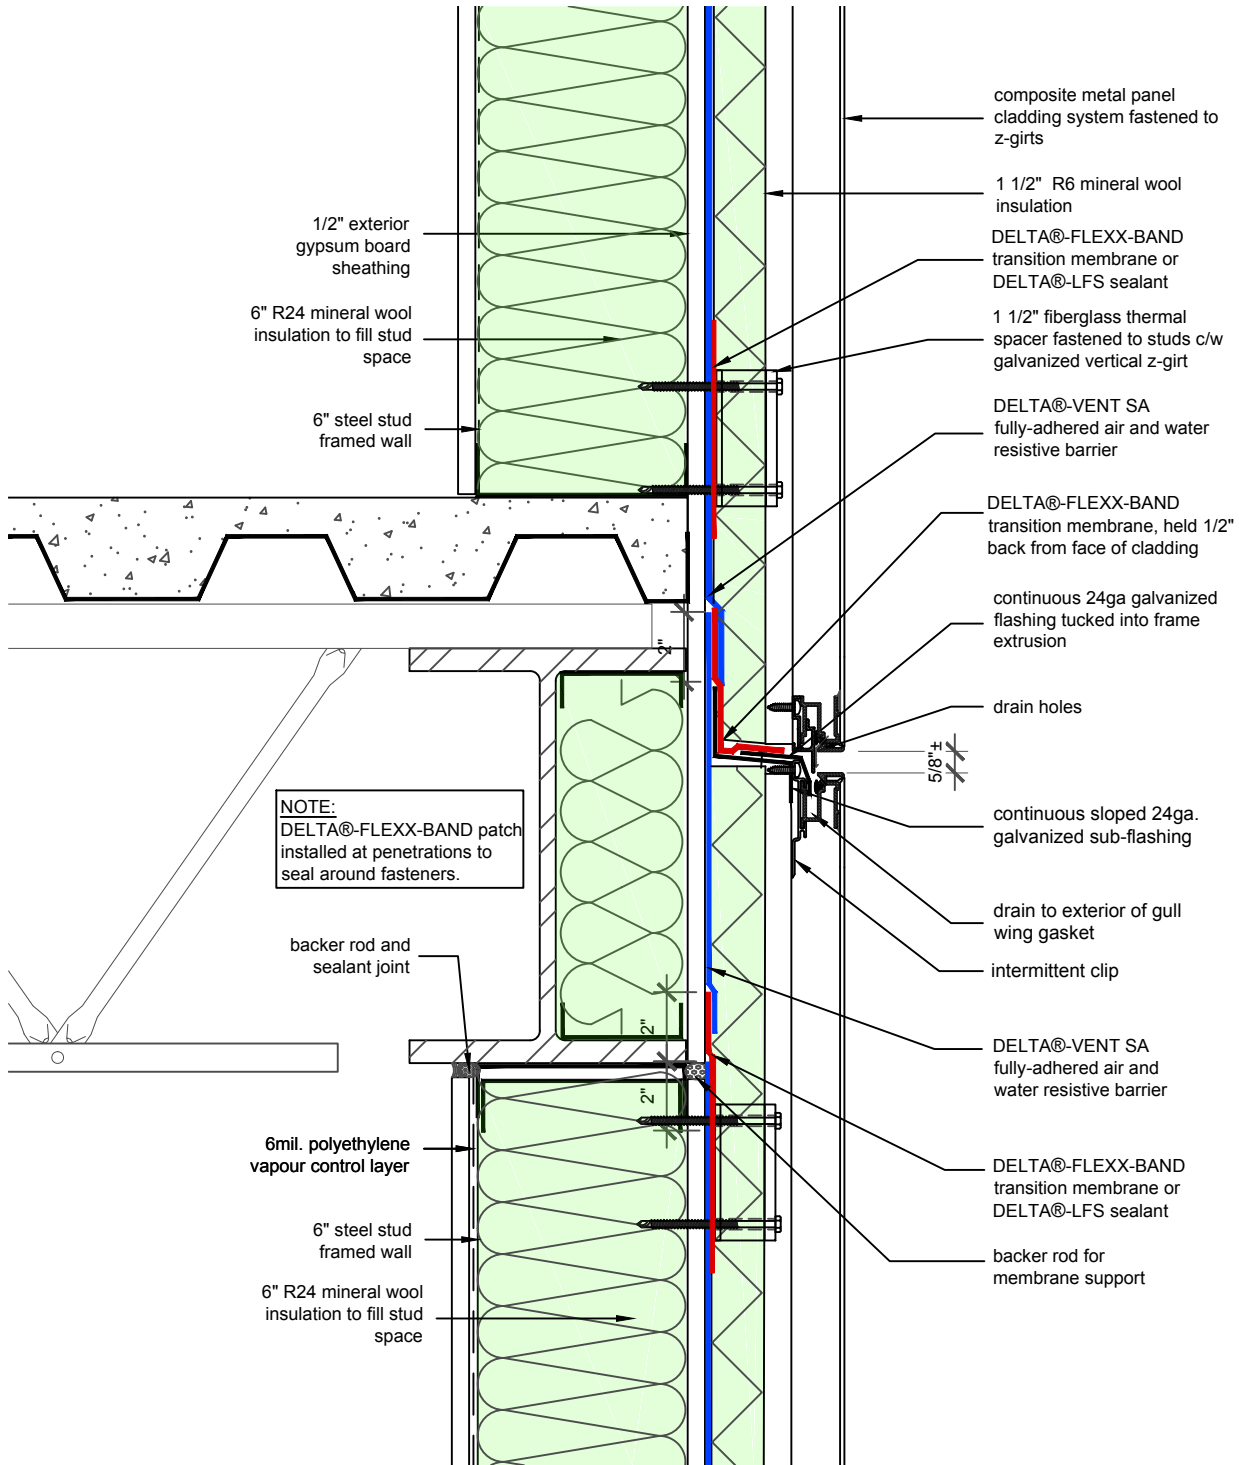 composite metal panel
cladding system fastened to
z-girts
1 1/2" R6 mineral wool
insulation
1/2" exterior
gypsum board
sheathing
DELTA®-FLEXX-BAND
transition membrane or
DELTA®-LFS sealant
6" R24 mineral wool
insulation to fill stud
space
1 1/2" fiberglass thermal
spacer fastened to studs c/w
galvanized vertical z-girt
6" steel stud
framed wall
DELTA®-VENT SA
fully-adhered air and water
resistive barrier
DELTA®-FLEXX-BAND
transition membrane, held 1/2"
back from face of cladding
continuous 24ga galvanized
flashing tucked into frame
extrusion
2"
drain holes
5/8"±
NOTE:
DELTA®-FLEXX-BAND patch
installed at penetrations to
seal around fasteners.
continuous sloped 24ga.
galvanized sub-flashing
drain to exterior of gull
wing gasket
backer rod and
sealant joint
intermittent clip
2"
DELTA®-VENT SA
fully-adhered air and
water resistive barrier
2"
6mil. polyethylene
vapour control layer
DELTA®-FLEXX-BAND
transition membrane or
DELTA®-LFS sealant
6" steel stud
framed wall
backer rod for
membrane support
6" R24 mineral wool
insulation to fill stud
space